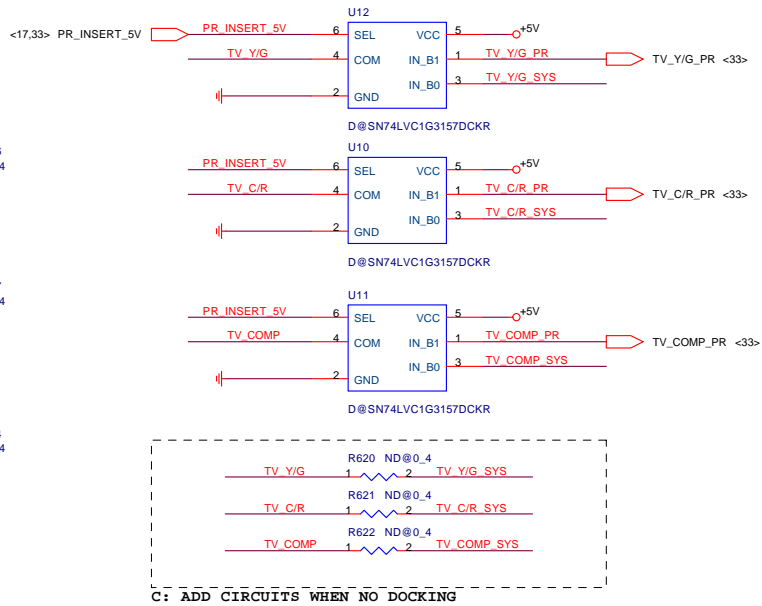 U12
<17,33> PR_INSERT_5V PR_INSERT_5V 6 SEL VCC 5 +5V
TV_Y/G 4 COM IN_B1 1 TV_Y/G_PR TV_Y/G_PR <33>
IN_B0 3 TV_Y/G_SYS
2 GND
D@SN74LVC1G3157DCKR
U10
PR_INSERT_5V 6 SEL VCC 5 +5V
4
TV_C/R 4 COM IN_B1 1 TV_C/R_PR TV_C/R_PR <33>
IN_B0 3 TV_C/R_SYS
2 GND
D@SN74LVC1G3157DCKR
U11
4
PR_INSERT_5V 6 SEL VCC 5 +5V
TV_COMP 4 COM IN_B1 1 TV_COMP_PR TV_COMP_PR <33>
IN_B0 3 TV_COMP_SYS
2 GND
D@SN74LVC1G3157DCKR
4
R620 ND@0_4
TV_Y/G 1 2 TV_Y/G_SYS
R621 ND@0_4
TV_C/R 1 2 TV_C/R_SYS
R622 ND@0_4
TV_COMP 1 2 TV_COMP_SYS
C: ADD CIRCUITS WHEN NO DOCKING